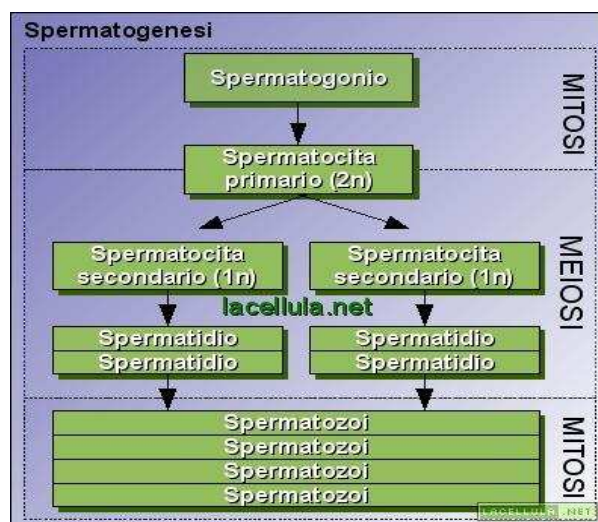 Spermatogenesi
Spermatogonio
MITOSI
Spermatocita
primario (2n)
Spermatocita
secondario (1n)
Spermatocita
secondario (1n)
MEIOSI
lacellula.net
Spermatidio
Spermatidio
Spermatidio
Spermatidio
Spermatozoi
Spermatozoi
Spermatozoi
Spermatozoi
MITOSI
LACELLULA.NET